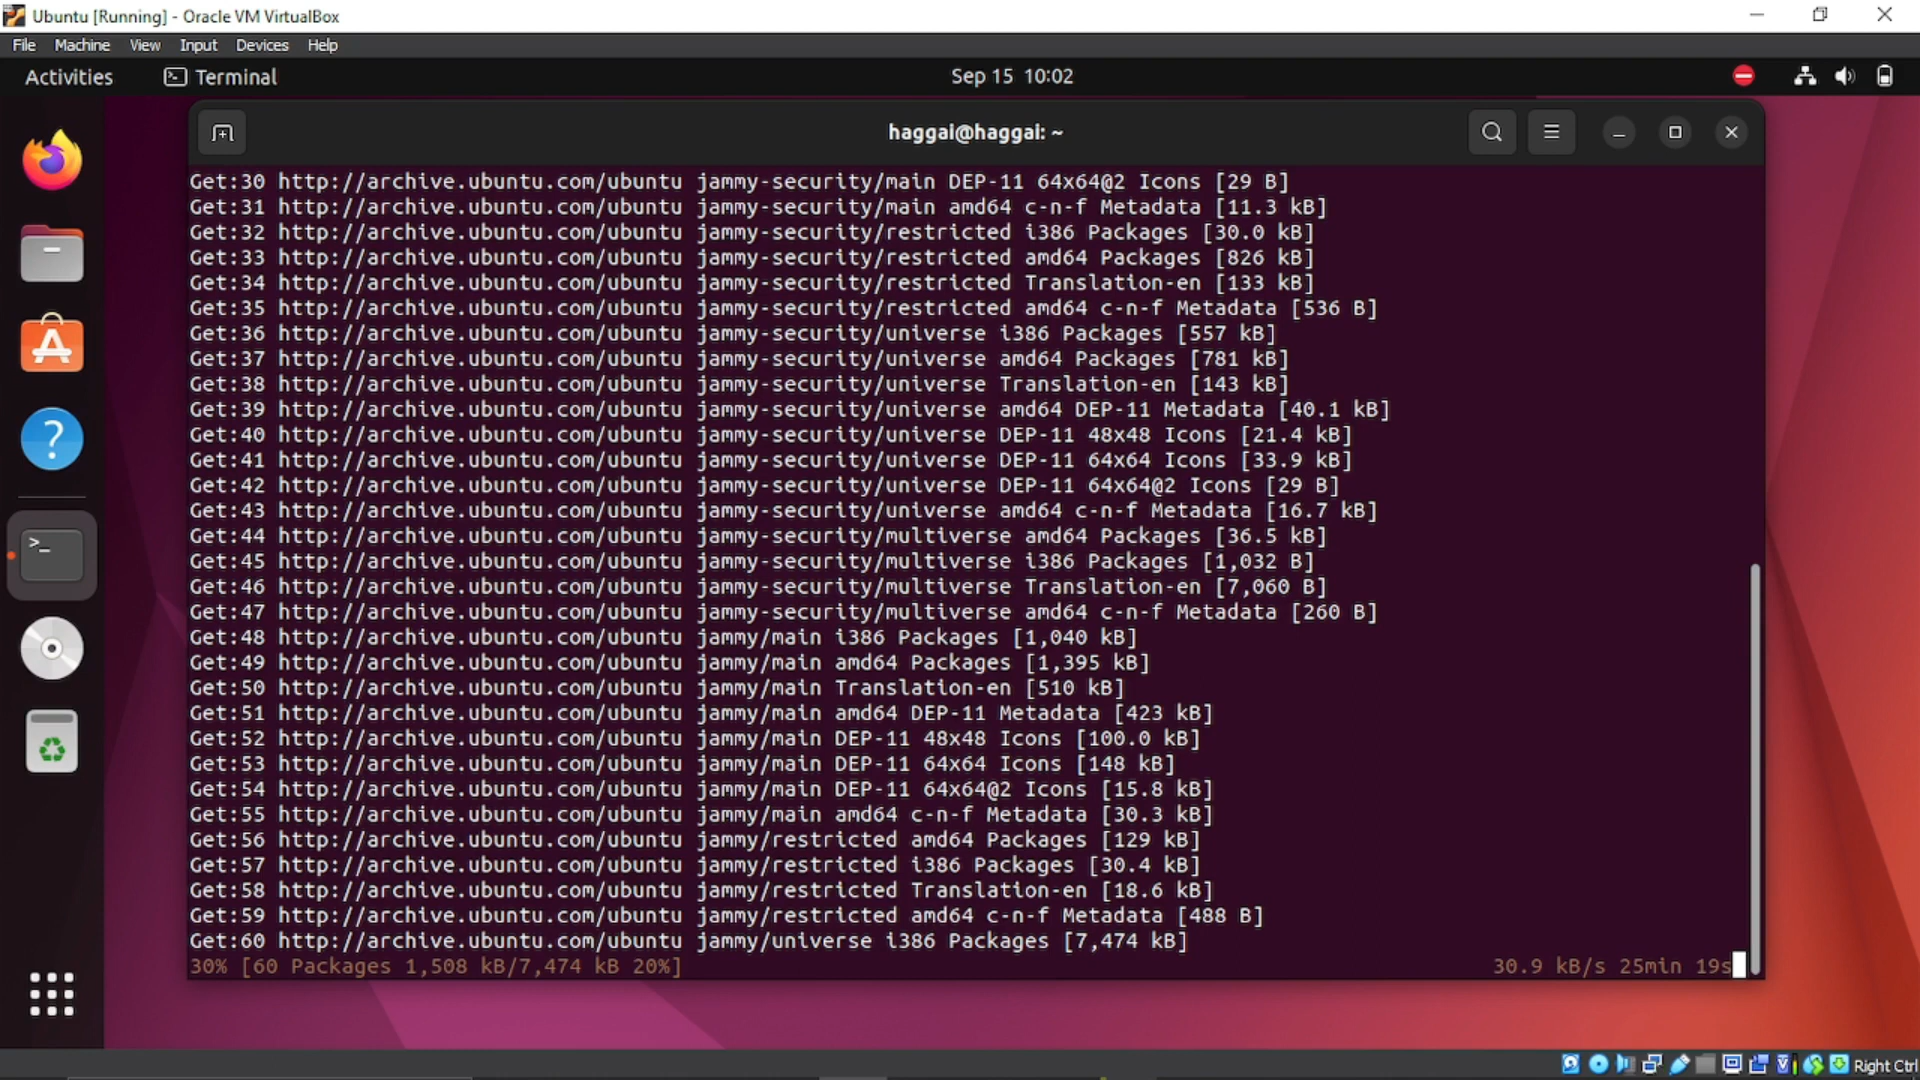 Ubuntu [Running] - Oracle VM VirtualBox
File Machine View Input Devices Help
Activities Terminal Sep 15 10:02
haggai@haggai: ~
Get:30 http://archive.ubuntu.com/ubuntu jammy-security/main DEP-11 64x64@2 Icons [29 B]
Get:31 http://archive.ubuntu.com/ubuntu jammy-security/main amd64 c-n-f Metadata [11.3 kB]
Get:32 http://archive.ubuntu.com/ubuntu jammy-security/restricted i386 Packages [30.0 kB]
Get:33 http://archive.ubuntu.com/ubuntu jammy-security/restricted amd64 Packages [826 kB]
Get:34 http://archive.ubuntu.com/ubuntu jammy-security/restricted Translation-en [133 kB]
Get:35 http://archive.ubuntu.com/ubuntu jammy-security/restricted amd64 c-n-f Metadata [536 B]
Get:36 http://archive.ubuntu.com/ubuntu jammy-security/universe i386 Packages [557 kB]
Get:37 http://archive.ubuntu.com/ubuntu jammy-security/universe amd64 Packages [781 kB]
Get:38 http://archive.ubuntu.com/ubuntu jammy-security/universe Translation-en [143 kB]
Get:39 http://archive.ubuntu.com/ubuntu jammy-security/universe amd64 DEP-11 Metadata [40.1 kB]
Get:40 http://archive.ubuntu.com/ubuntu jammy-security/universe DEP-11 48x48 Icons [21.4 kB]
Get:41 http://archive.ubuntu.com/ubuntu jammy-security/universe DEP-11 64x64 Icons [33.9 kB]
Get:42 http://archive.ubuntu.com/ubuntu jammy-security/universe DEP-11 64x64@2 Icons [29 B]
Get:43 http://archive.ubuntu.com/ubuntu jammy-security/universe amd64 c-n-f Metadata [16.7 kB]
Get:44 http://archive.ubuntu.com/ubuntu jammy-security/multiverse amd64 Packages [36.5 kB]
Get:45 http://archive.ubuntu.com/ubuntu jammy-security/multiverse i386 Packages [1,032 B]
Get:46 http://archive.ubuntu.com/ubuntu jammy-security/multiverse Translation-en [7,060 B]
Get:47 http://archive.ubuntu.com/ubuntu jammy-security/multiverse amd64 c-n-f Metadata [260 B]
Get:48 http://archive.ubuntu.com/ubuntu jammy/main i386 Packages [1,040 kB]
Get:49 http://archive.ubuntu.com/ubuntu jammy/main amd64 Packages [1,395 kB]
Get:50 http://archive.ubuntu.com/ubuntu jammy/main Translation-en [510 kB]
Get:51 http://archive.ubuntu.com/ubuntu jammy/main amd64 DEP-11 Metadata [423 kB]
Get:52 http://archive.ubuntu.com/ubuntu jammy/main DEP-11 48x48 Icons [100.0 kB]
Get:53 http://archive.ubuntu.com/ubuntu jammy/main DEP-11 64x64 Icons [148 kB]
Get:54 http://archive.ubuntu.com/ubuntu jammy/main DEP-11 64x64@2 Icons [15.8 kB]
Get:55 http://archive.ubuntu.com/ubuntu jammy/main amd64 c-n-f Metadata [30.3 kB]
Get:56 http://archive.ubuntu.com/ubuntu jammy/restricted amd64 Packages [129 kB]
Get:57 http://archive.ubuntu.com/ubuntu jammy/restricted i386 Packages [30.4 kB]
Get:58 http://archive.ubuntu.com/ubuntu jammy/restricted Translation-en [18.6 kB]
Get:59 http://archive.ubuntu.com/ubuntu jammy/restricted amd64 c-n-f Metadata [488 B]
Get:60 http://archive.ubuntu.com/ubuntu jammy/universe i386 Packages [7,474 kB]
30% [60 Packages 1,508 kB/7,474 kB 20%] 30.9 kB/s 25min 19s
Right Ctrl